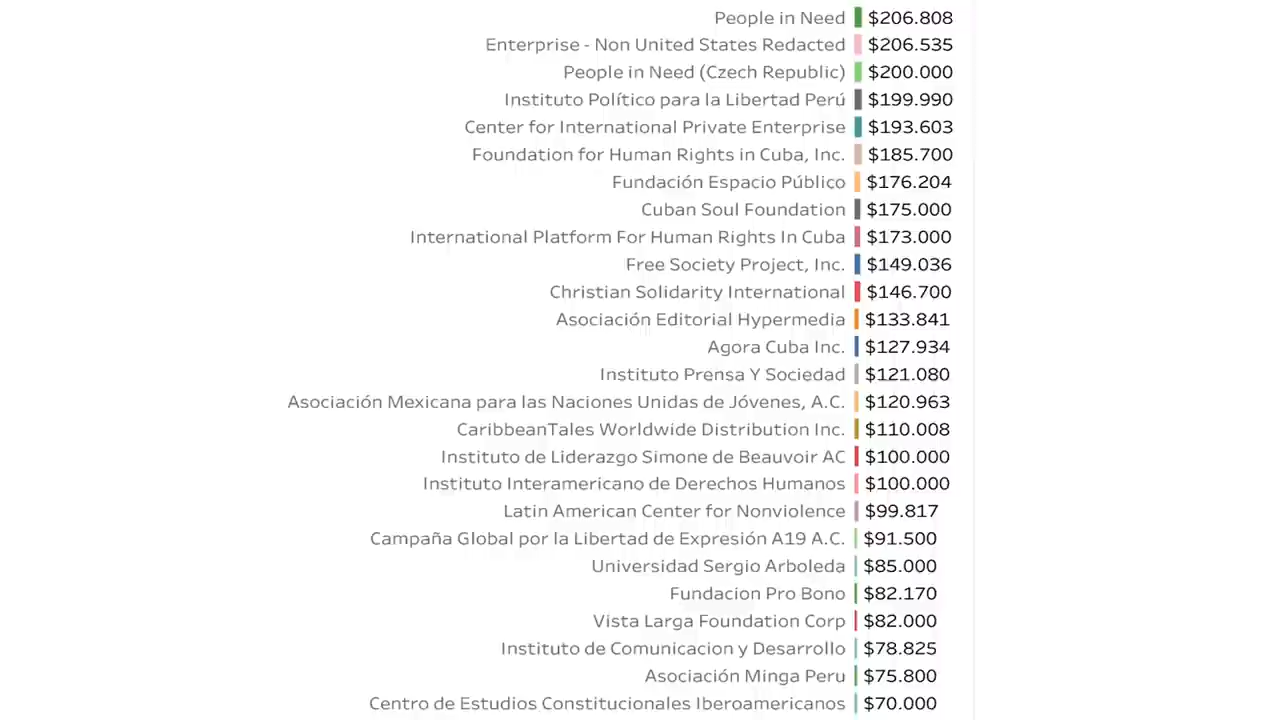 People in Need $206.808
Enterprise - Non United States Redacted $206.535
People in Need (Czech Republic) $200.000
Instituto Político para la Libertad Perú $199.990
Center for International Private Enterprise $193.603
Foundation for Human Rights in Cuba, Inc. $185.700
Fundación Espacio Público $176.204
Cuban Soul Foundation $175.000
International Platform For Human Rights In Cuba $173.000
Free Society Project, Inc. $149.036
Christian Solidarity International $146.700
Asociación Editorial Hypermedia $133.841
Agora Cuba Inc. $127.934
Instituto Prensa Y Sociedad $121.080
Asociación Mexicana para las Naciones Unidas de Jóvenes, A.C. $120.963
CaribbeanTales Worldwide Distribution Inc. $110.008
Instituto de Liderazgo Simone de Beauvoir AC $100.000
Instituto Interamericano de Derechos Humanos $100.000
Latin American Center for Nonviolence $99.817
Campaña Global por la Libertad de Expresión A19 A.C. $91.500
Universidad Sergio Arboleda $85.000
Fundacion Pro Bono $82.170
Vista Larga Foundation Corp $82.000
Instituto de Comunicacion y Desarrollo $78.825
Asociación Minga Peru $75.800
Centro de Estudios Constitucionales Iberoamericanos $70.000